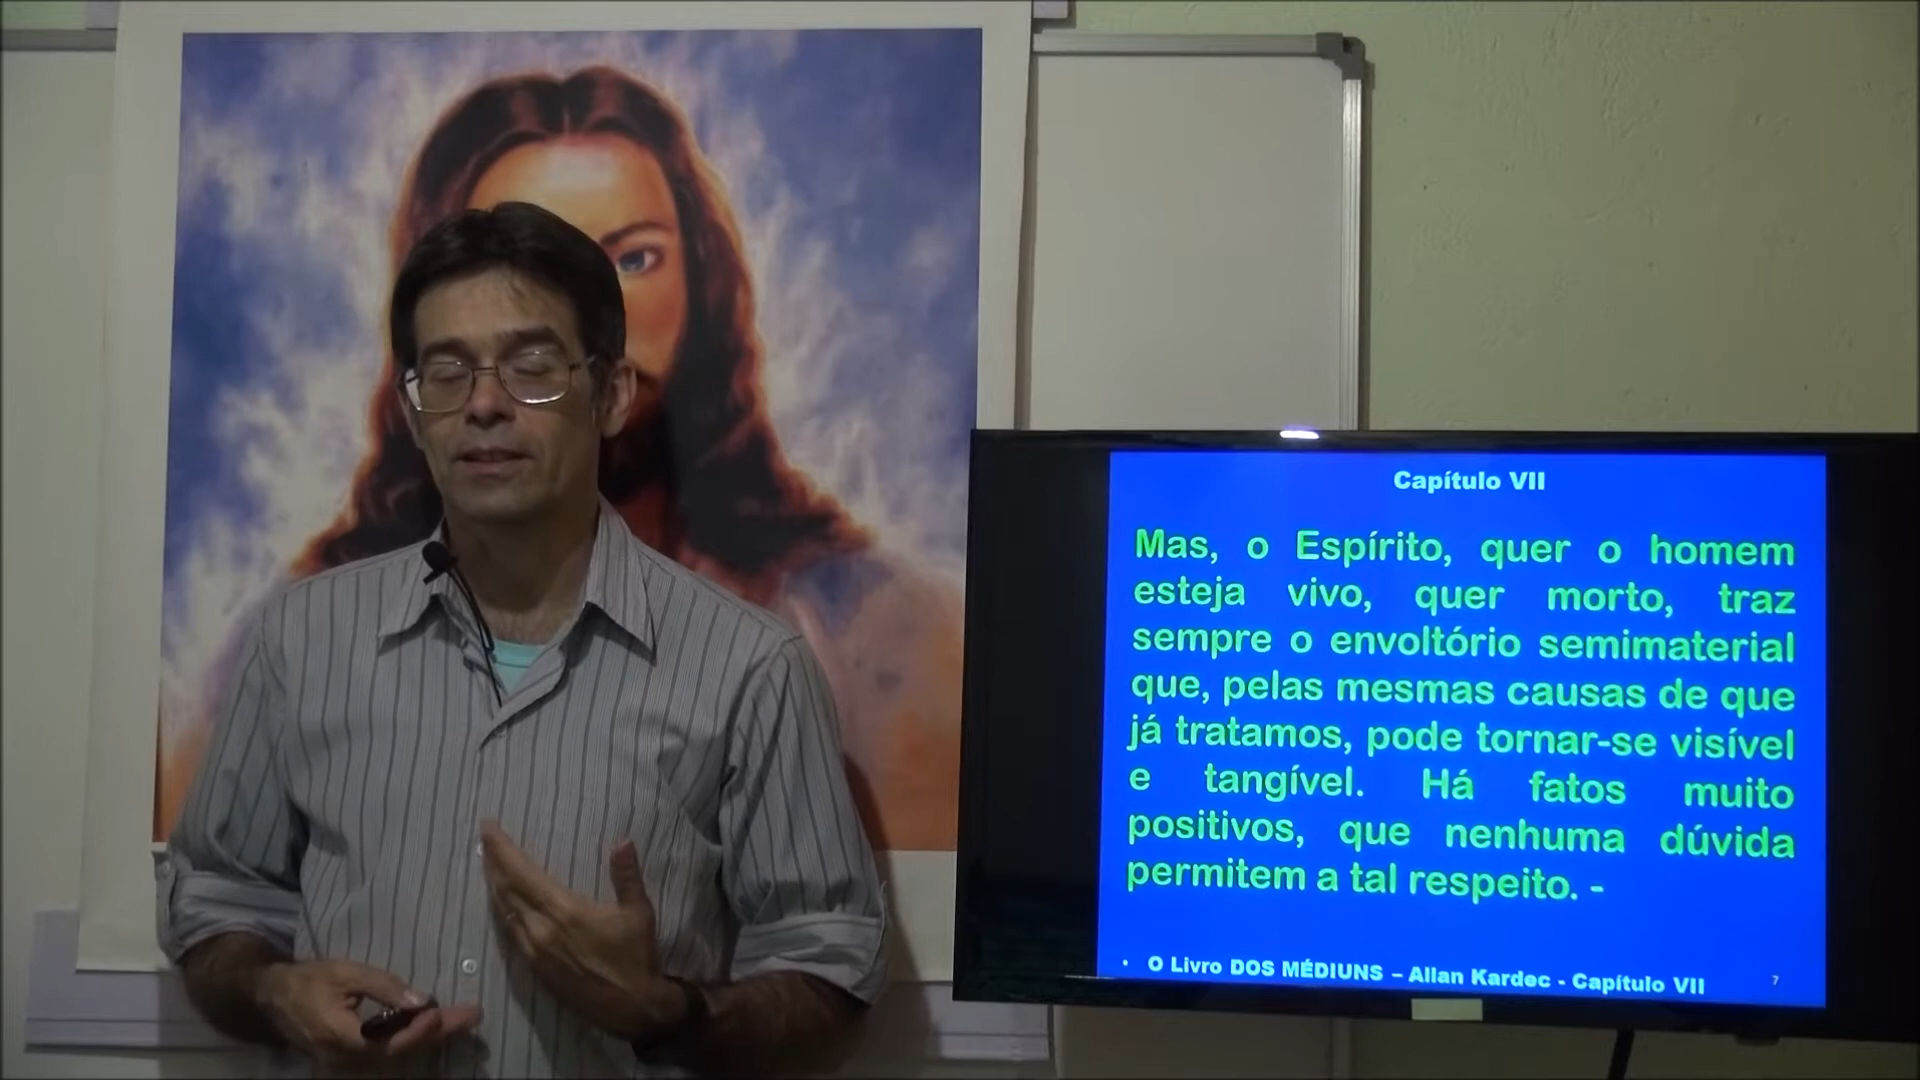 Capítulo VII
Mas, o Espírito, quer o homem
esteja vivo, quer morto, traz
sempre o envoltório semimaterial
que, pelas mesmas causas de que
já tratamos, pode tornar-se visível
e tangível. Há fatos muito
positivos, que nenhuma dúvida
permitem a tal respeito. -
• O Livro DOS MÉDIUNS – Allan Kardec - Capítulo VII
7